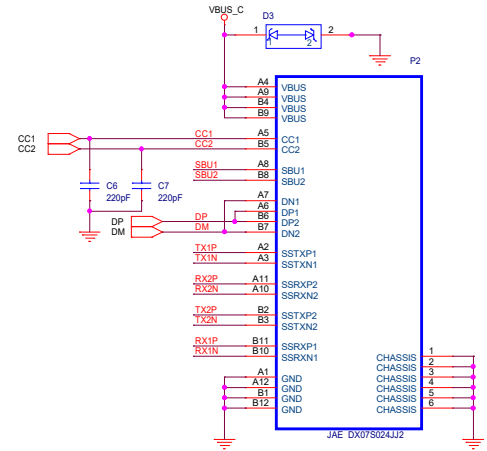 VBUS_C
D3
1 2
1 2
P2
A4 VBUS
A9 VBUS
B4 VBUS
B9 VBUS
CC1 CC1 A5 CC1
CC2 CC2 B5 CC2
SBU1 A8 SBU1
SBU2 B8 SBU2
C6 C7
220pF 220pF
A7 DN1
A6 DP1
DP DP B6 DP2
DM DM B7 DN2
TX1P A2 SSTXP1
TX1N A3 SSTXN1
RX2P A11 SSRXP2
RX2N A10 SSRXN2
TX2P B2 SSTXP2
TX2N B3 SSTXN2
RX1P B11 SSRXP1
RX1N B10 SSRXN1
CHASSIS 1
CHASSIS 2
A1 GND CHASSIS 3
A12 GND CHASSIS 4
B1 GND CHASSIS 5
B12 GND CHASSIS 6
JAE DX07S024JJ2